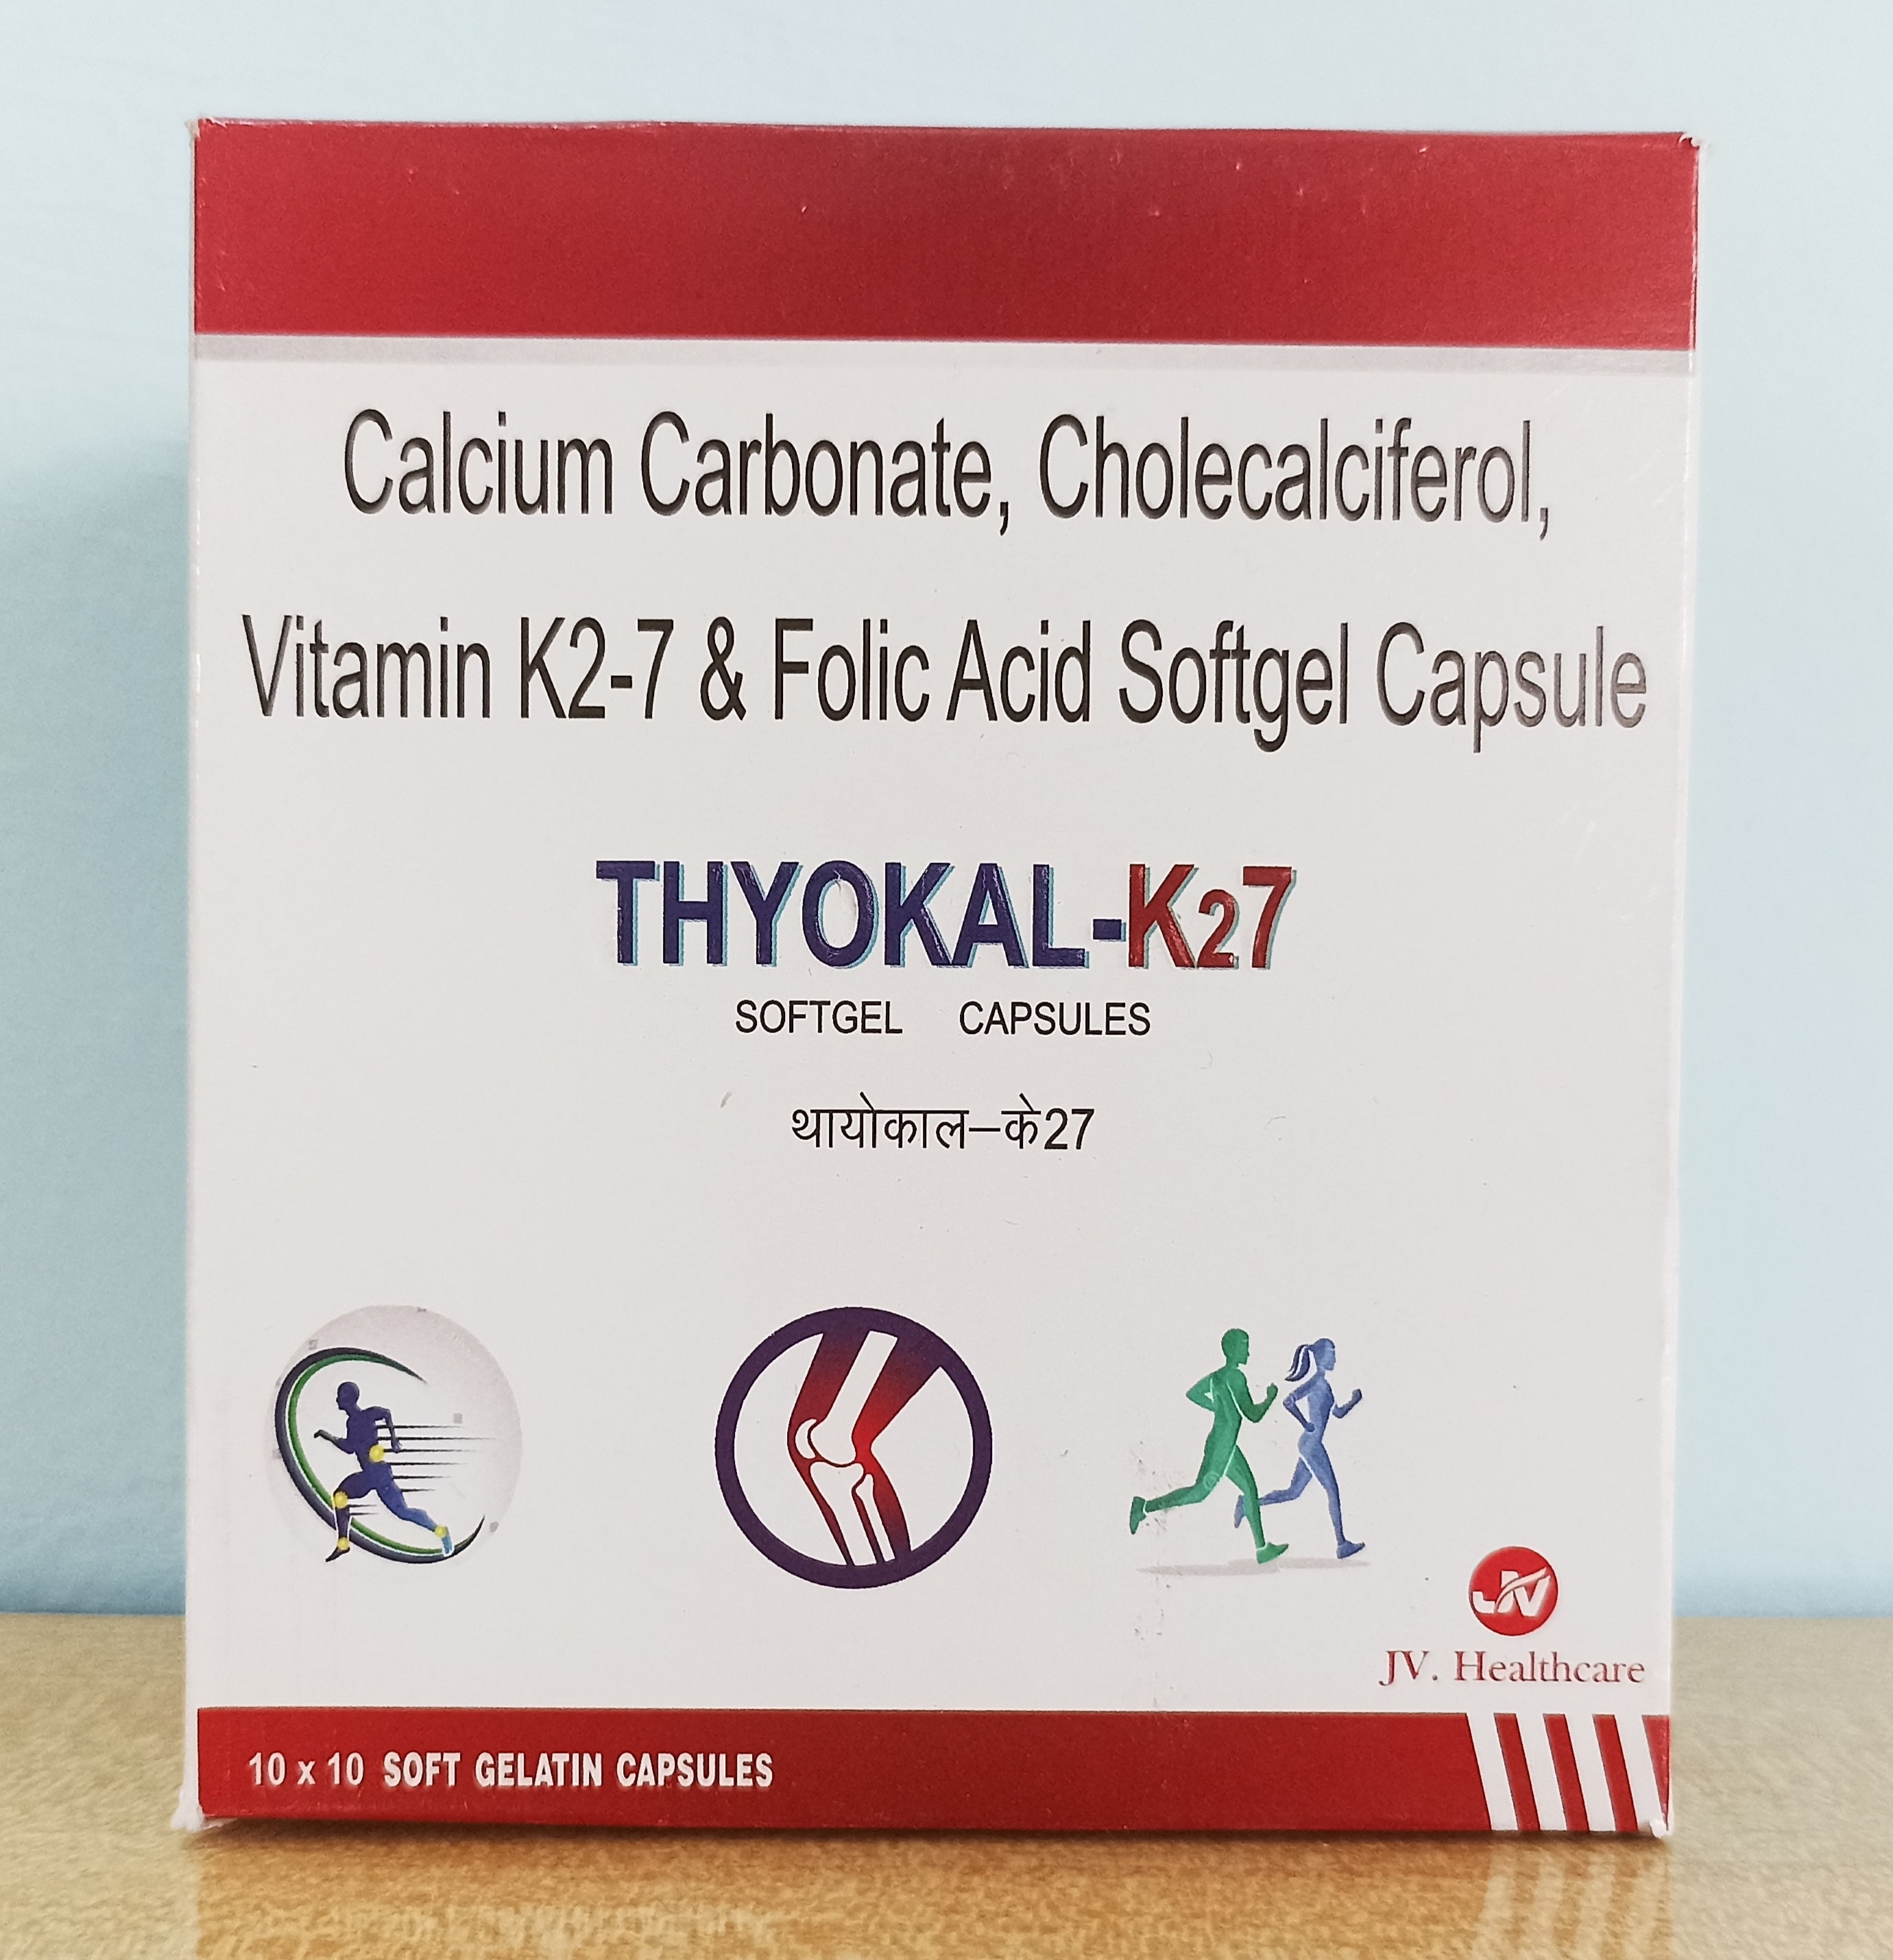 Calcium Carbonate, Cholecalciferol,
Vitamin K2-7 & Folic Acid Softgel Capsule
THYOKAL-K27
SOFTGEL CAPSULES
थायोकाल–के27
JV
JV. Healthcare
10 x 10 SOFT GELATIN CAPSULES